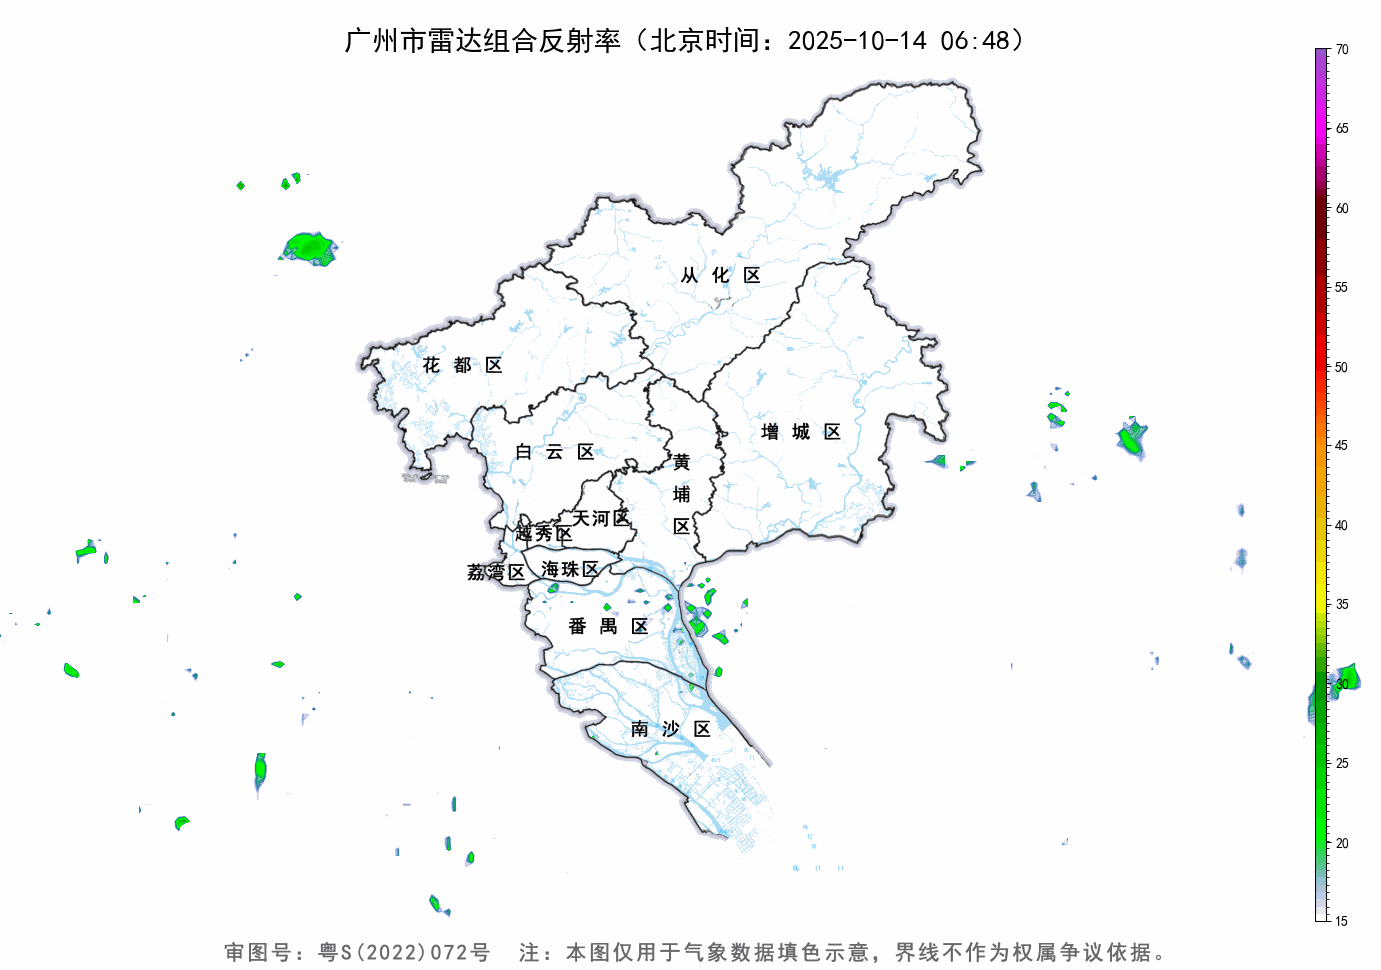 广州市雷达组合反射率（北京时间：2025-10-14 06:48）
70
65
60
55
50
45
40
35
30
25
20
15
从化区
花都区
增城区
白云区
黄埔区
天河区
越秀区
荔湾区
海珠区
番禺区
南沙区
审图号：粤S(2022)072号 注：本图仅用于气象数据填色示意，界线不作为权属争议依据。